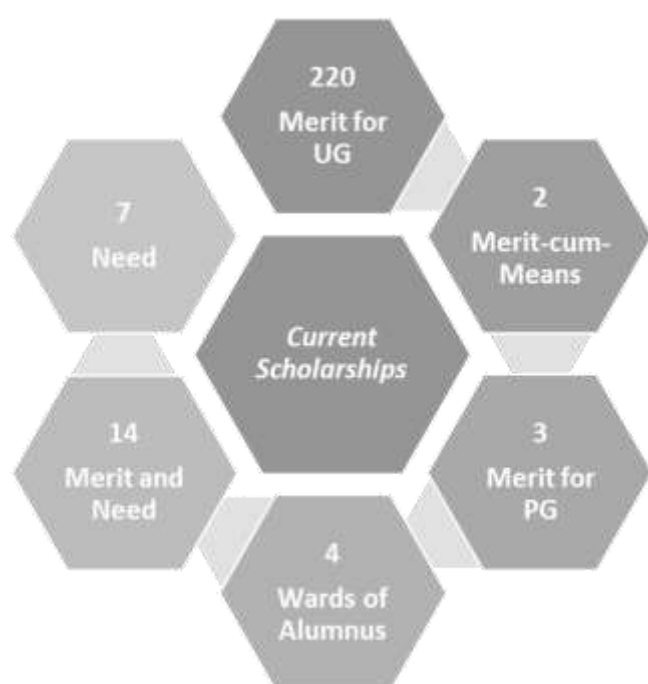 220
Merit for
UG
2
Merit-cum-
Means
3
Merit for
PG
4
Wards of
Alumnus
14
Merit and
Need
7
Need
Current
Scholarships